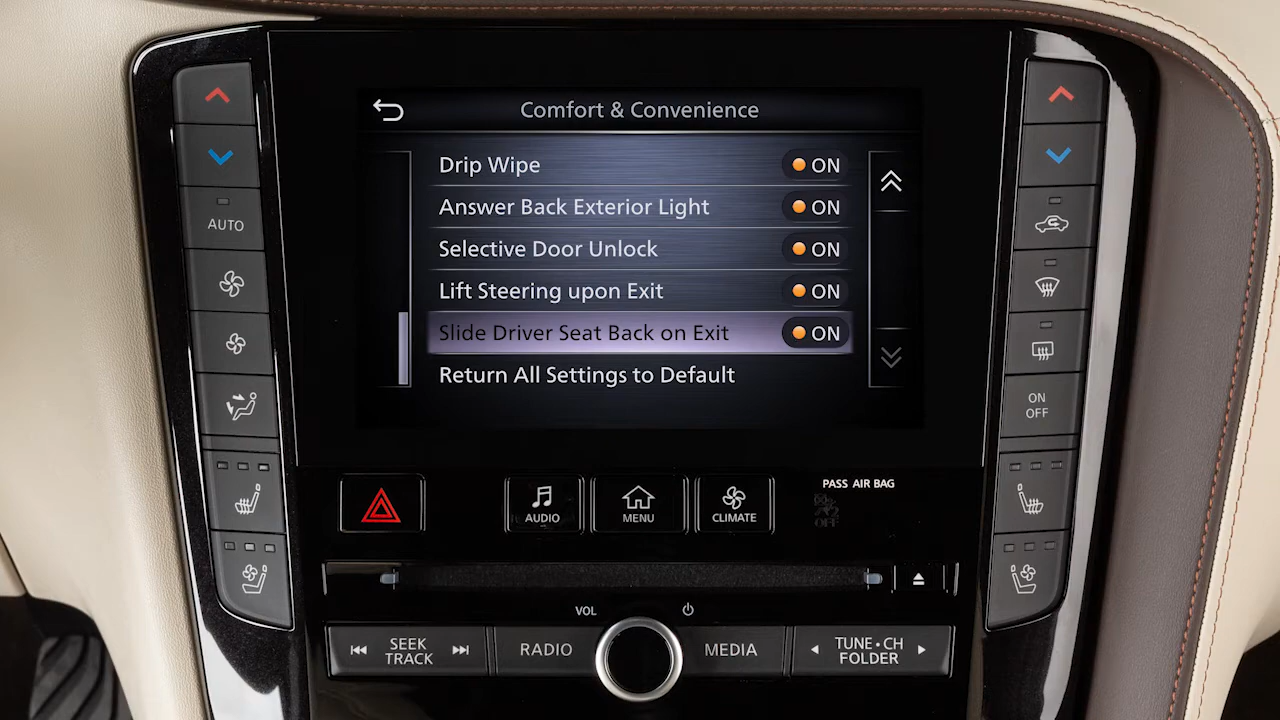 Comfort & Convenience
Drip Wipe ON
Answer Back Exterior Light ON
Selective Door Unlock ON
Lift Steering upon Exit ON
Slide Driver Seat Back on Exit ON
Return All Settings to Default
AUTO
ON
OFF
PASS AIR BAG
OFF
AUDIO
MENU
CLIMATE
VOL
SEEK
TRACK
RADIO
MEDIA
TUNE•CH
FOLDER